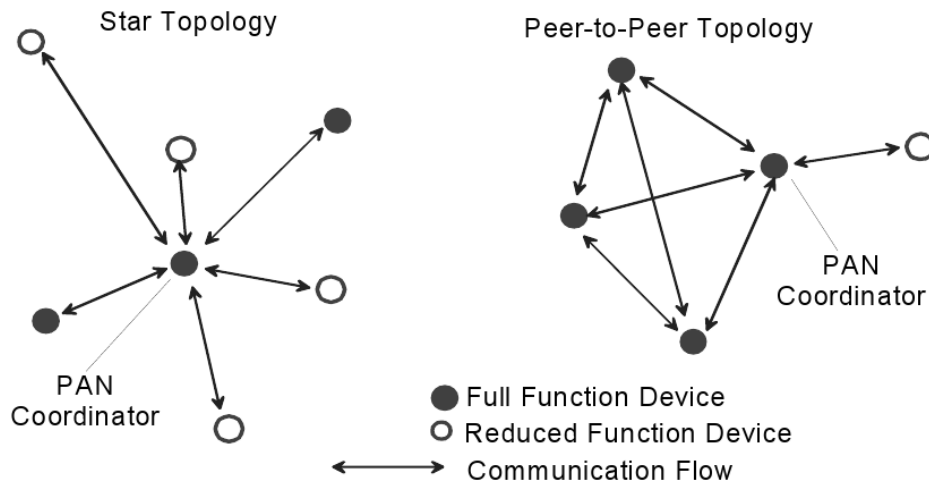 Star Topology
Peer-to-Peer Topology
PAN
Coordinator
PAN
Coordinator
Full Function Device
Reduced Function Device
Communication Flow